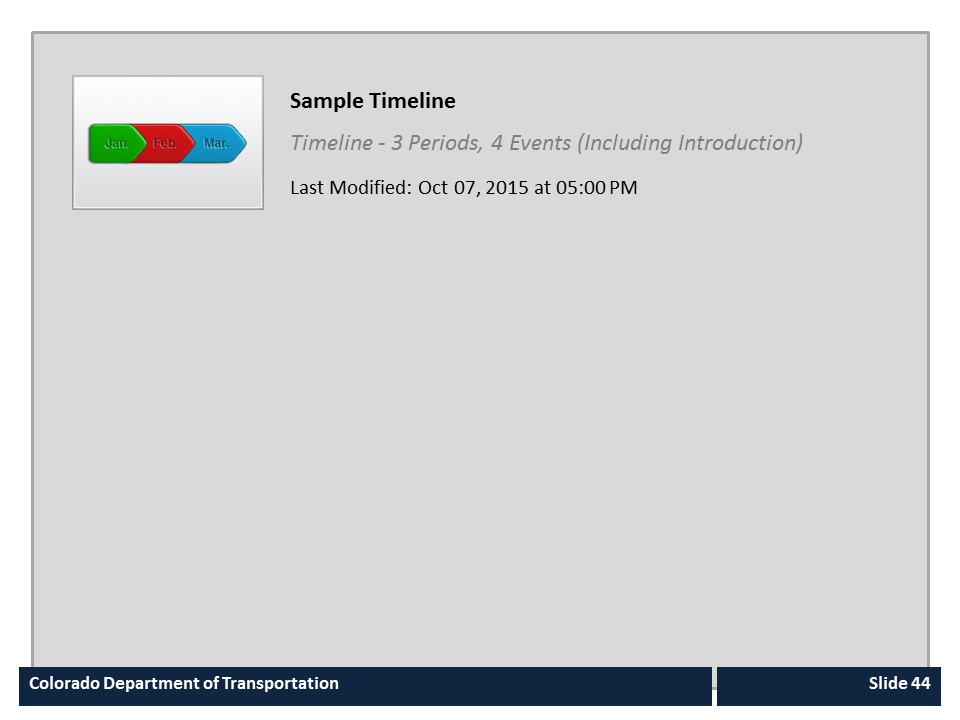 Jan. Feb. Mar.
Sample Timeline
Timeline - 3 Periods, 4 Events (Including Introduction)
Last Modified: Oct 07, 2015 at 05:00 PM
Colorado Department of Transportation
Slide 44